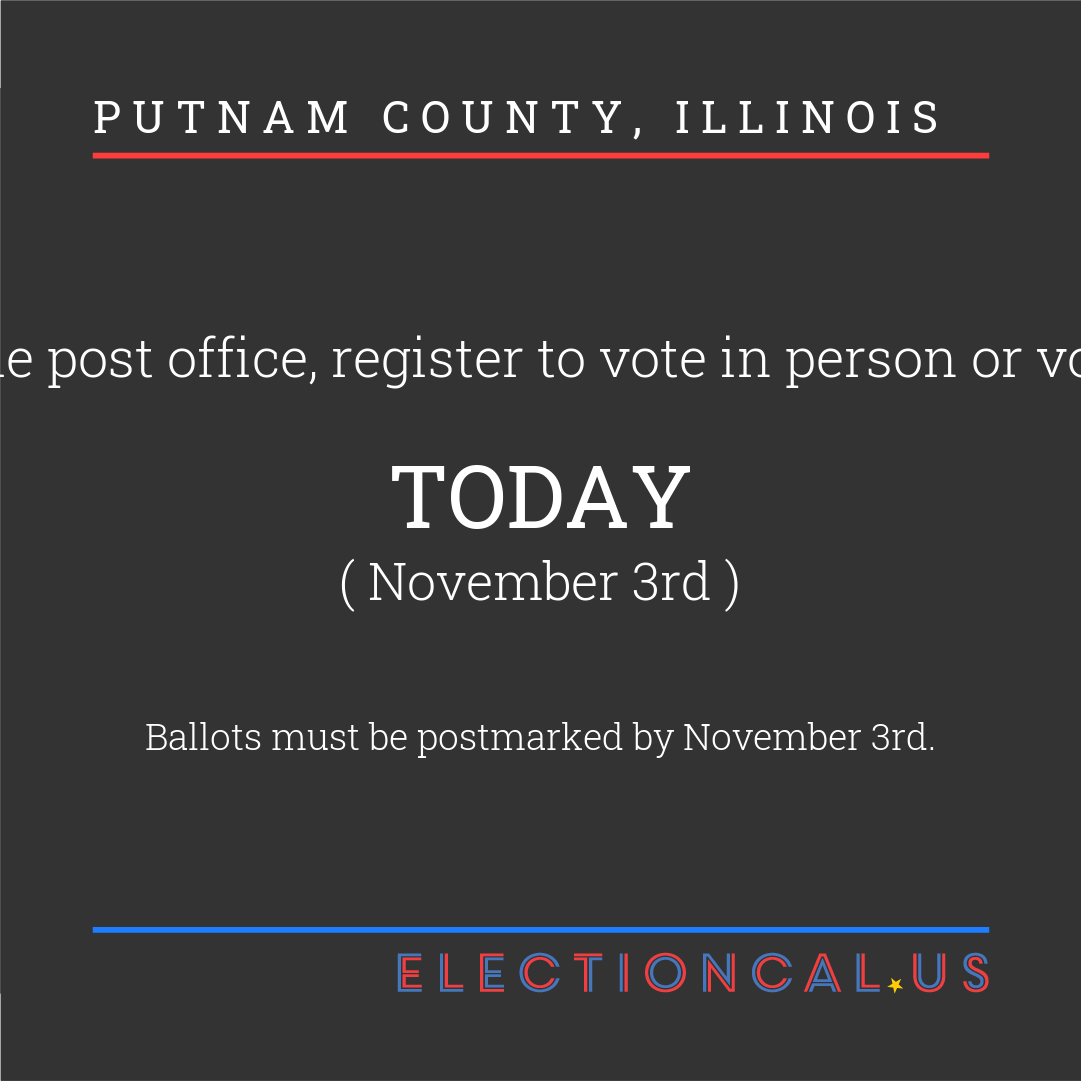 PUTNAM COUNTY, ILLINOIS
e post office, register to vote in person or vo
TODAY
( November 3rd )
Ballots must be postmarked by November 3rd.
ELECTIONCAL.US